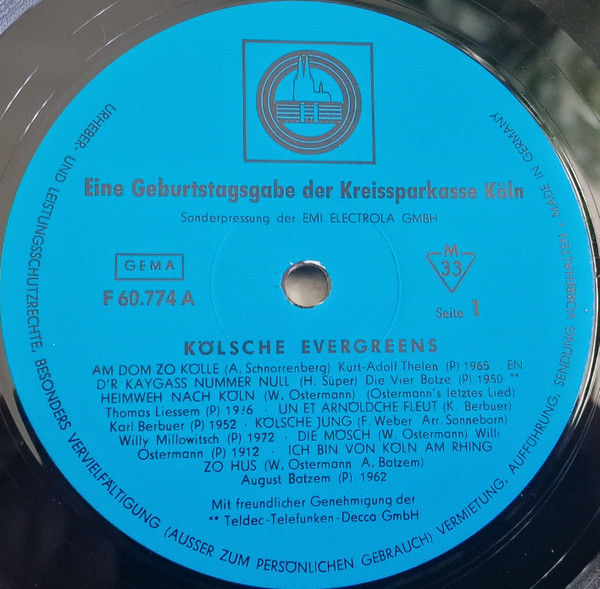 Eine Geburtstagsgabe der Kreissparkasse Köln
Sonderpressung der EMI ELECTROLA GMBH
GEMA
F 60.774 A
M
33
Seite 1
KÖLSCHE EVERGREENS
AM DOM ZO KÖLLE (A. Schnorrenberg) Kurt-Adolf Thelen (P) 1965 EN
D'R KAYGASS NUMMER NULL (H. Süper) Die Vier Botze (P) 1950 **
HEIMWEH NACH KÖLN (W. Ostermann) (Ostermann's letztes Lied)
Thomas Liessem (P) 1936 · UN ET ARNÖLDCHE FLEUT (K. Berbuer)
Karl Berbuer (P) 1952 · KÖLSCHE JUNG (F. Weber Arr. Sonneborn)
Willy Millowitsch (P) 1972 · DIE MÖSCH (W. Ostermann) Willi
Ostermann (P) 1912 · ICH BIN VON KÖLN AM RHING
ZO HUS (W. Ostermann A. Batzem)
August Batzem (P) 1962
Mit freundlicher Genehmigung der
** Teldec-Telefunken-Decca GmbH
URHEBER- UND LEISTUNGSSCHUTZRECHTE, BESONDERS VERVIELFÄLTIGUNG (AUSSER ZUM PERSÖNLICHEN GEBRAUCH) VERMIETUNG, AUFFÜHRUNG, SENDUNG VORBEHALTEN! MADE IN GERMANY